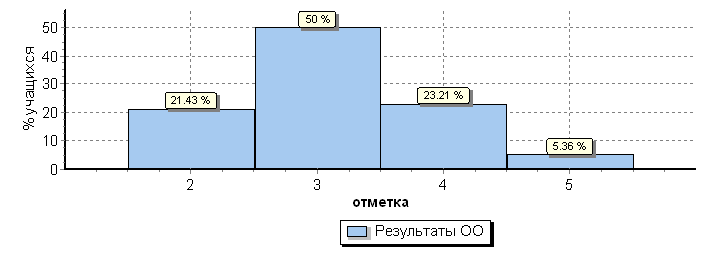 % учащихся
50
40
30
20
10
0
21.43 %
50 %
23.21 %
5.36 %
2 3 4 5
отметка
Результаты ОО